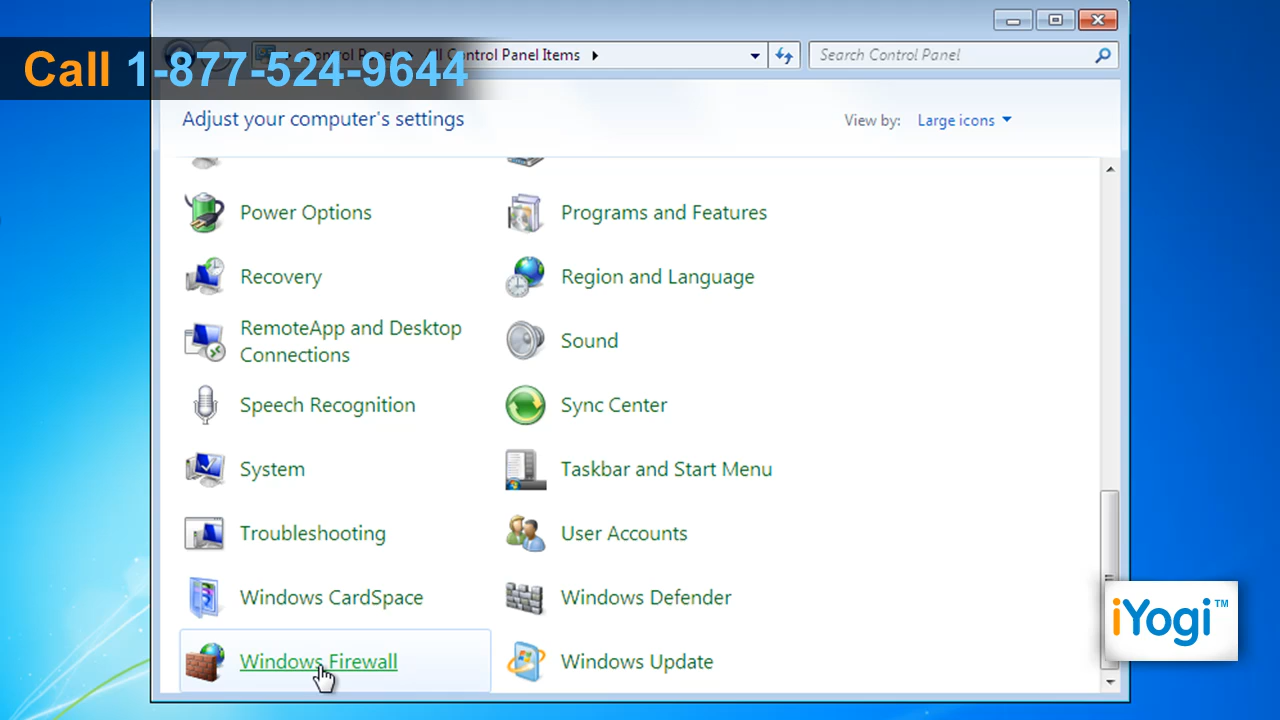 Call 1-877-524-9644
All Control Panel Items
Search Control Panel
Adjust your computer's settings
View by: Large icons
Power Options
Programs and Features
Recovery
Region and Language
RemoteApp and Desktop
Connections
Sound
Speech Recognition
Sync Center
System
Taskbar and Start Menu
Troubleshooting
User Accounts
Windows CardSpace
Windows Defender
Windows Firewall
Windows Update
iYogi™